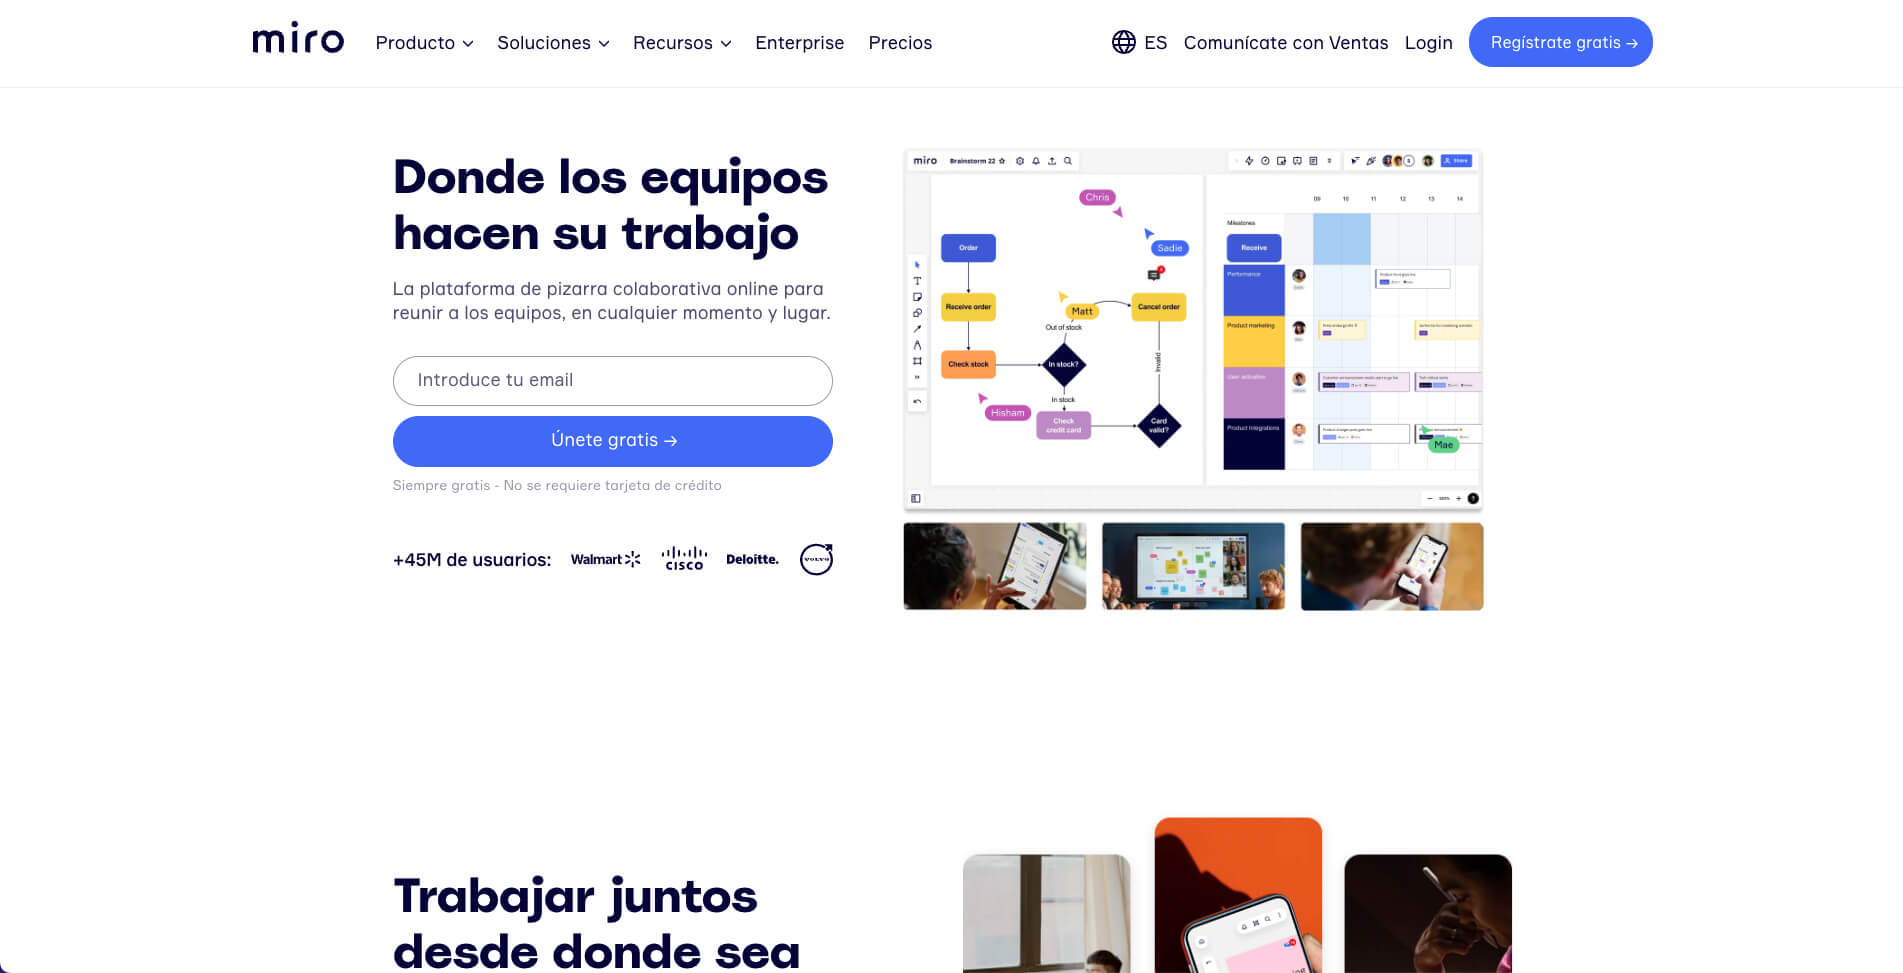 miro
Producto
Soluciones
Recursos
Enterprise
Precios
ES
Comunícate con Ventas
Login
Regístrate gratis →
Donde los equipos
hacen su trabajo
La plataforma de pizarra colaborativa online para
reunir a los equipos, en cualquier momento y lugar.
Introduce tu email
Únete gratis →
Siempre gratis - No se requiere tarjeta de crédito
+45M de usuarios:
Walmart
CISCO
Deloitte.
VOLVO
miro
Brainstorm 22
Share
Chris
Sadie
Order
Receive order
Matt
Cancel order
Out of stock
Check stock
In stock?
Invalid
In stock
Hisham
Check
credit card
Card
valid?
09 10 11 12 13 14
Milestones
Receive
Performance
Product marketing
User activation
Product Integrations
Mae
Trabajar juntos
desde donde sea